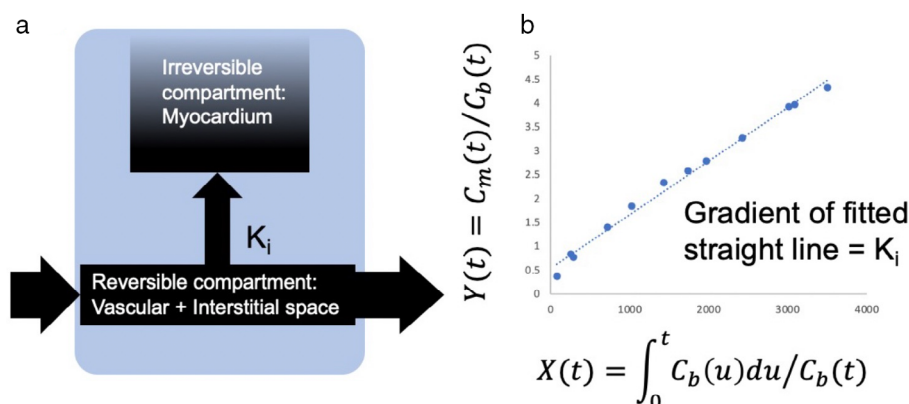 a
Irreversible
compartment:
Myocardium
K_i
Reversible compartment:
Vascular + Interstitial space
b
Y(t) = C_m(t)/C_b(t)
5
4.5
4
3.5
3
2.5
2
1.5
1
0.5
0
0
1000
2000
3000
4000
Gradient of fitted
straight line = K_i
X(t) = ∫_0^t C_b(u)du/C_b(t)